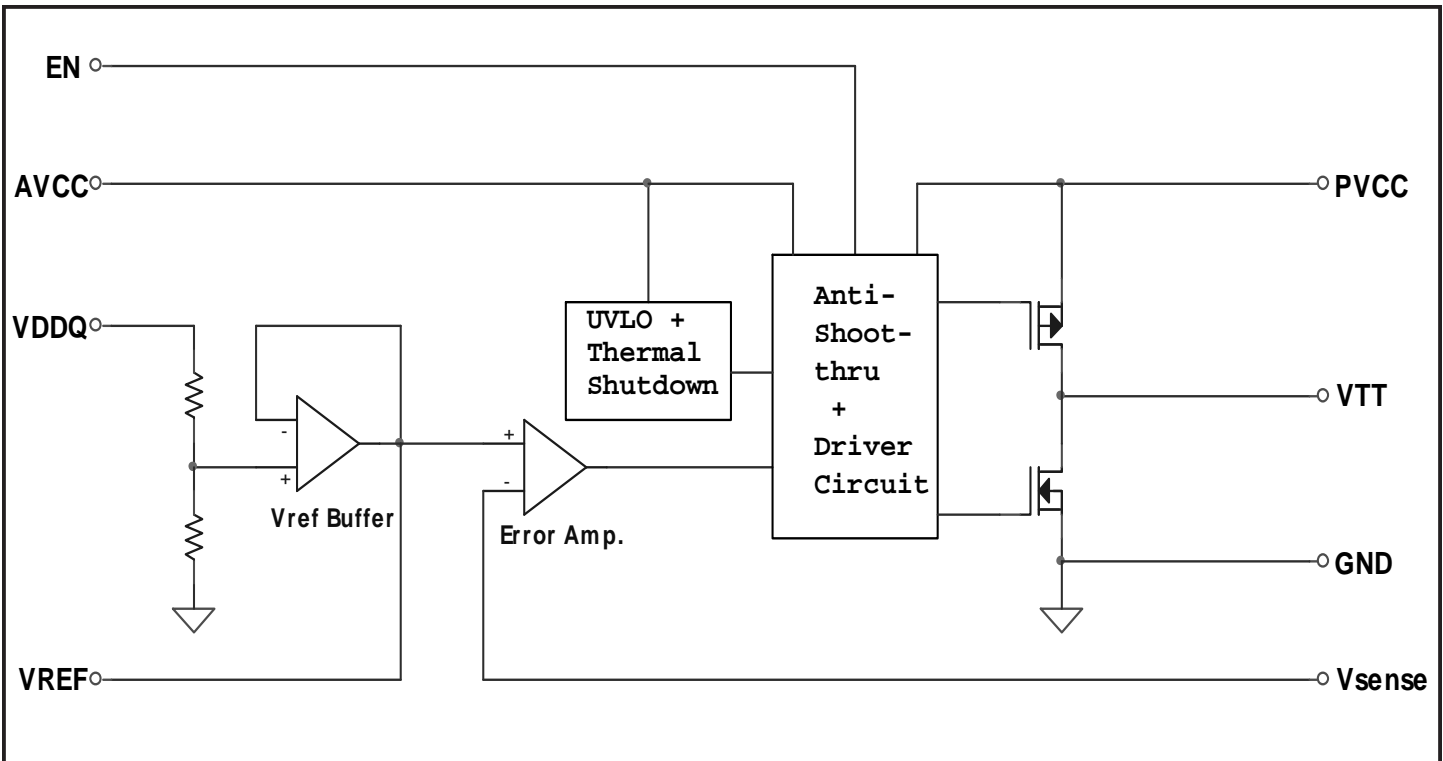 EN
AVCC
PVCC
VDDQ
UVLO +
Thermal
Shutdown
Anti-
Shoot-
thru
+
Driver
Circuit
VTT
-
+
Vref Buffer
+
-
Error Amp.
GND
VREF
Vsense